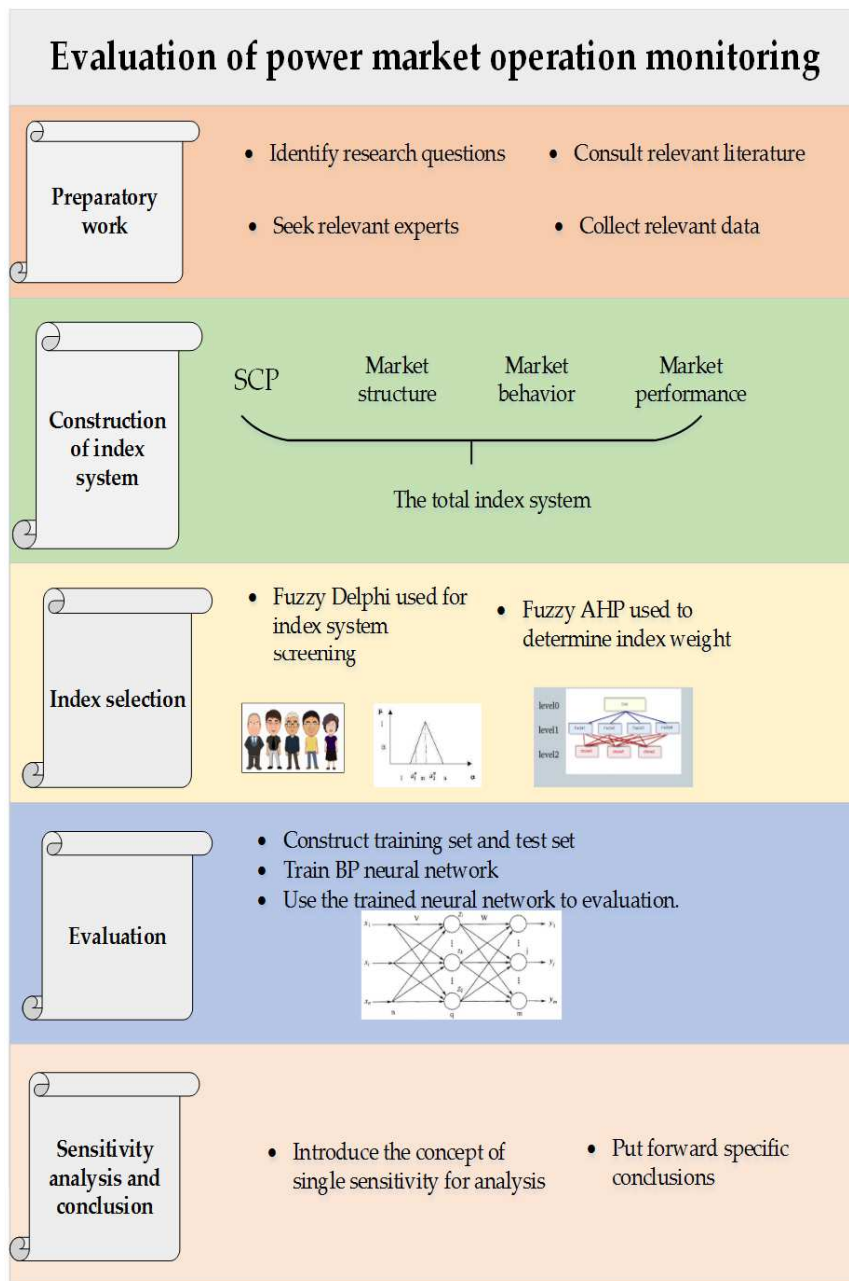 Evaluation of power market operation monitoring
Preparatory
work
• Identify research questions
• Consult relevant literature
• Seek relevant experts
• Collect relevant data
Construction
of index
system
SCP
Market
structure
Market
behavior
Market
performance
The total index system
Index selection
• Fuzzy Delphi used for
index system
screening
• Fuzzy AHP used to
determine index weight
level0
level1
level2
Evaluation
• Construct training set and test set
• Train BP neural network
• Use the trained neural network to evaluation.
V
W
n
q
m
Sensitivity
analysis and
conclusion
• Introduce the concept of
single sensitivity for analysis
• Put forward specific
conclusions